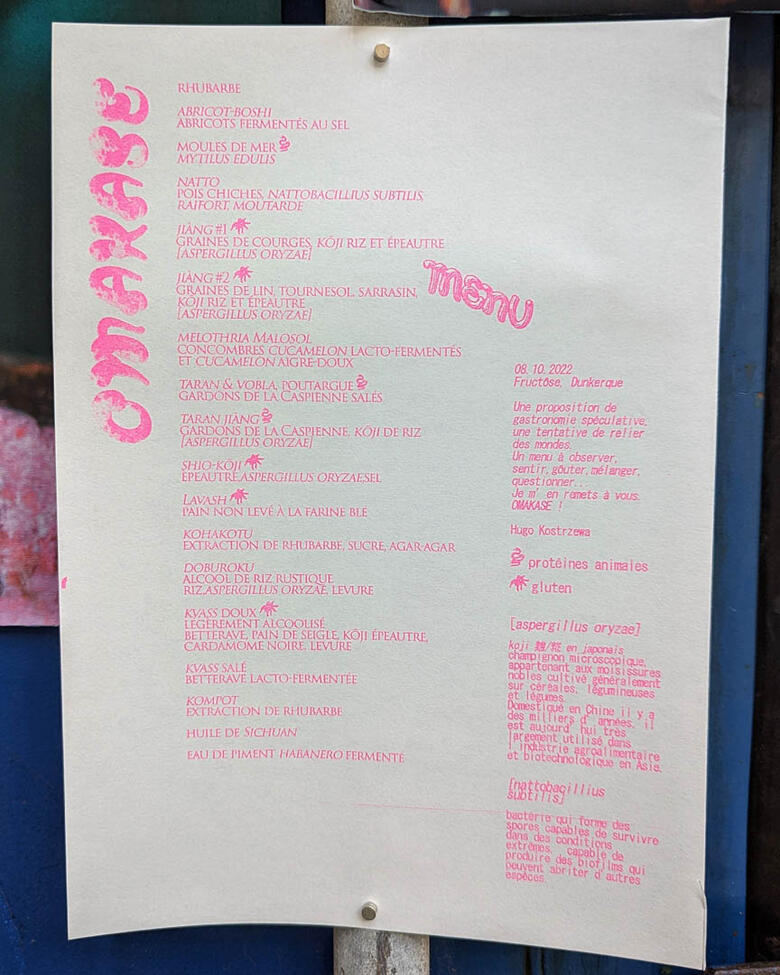 OMAKASE
RHUBARBE
ABRICOT-BOSHI
ABRICOTS FERMENTÉS AU SEL
MOULES DE MER
MYTILUS EDULIS
NATTO
POIS CHICHES, NATTOBACILLIUS SUBTILIS,
RAIFORT, MOUTARDE
JIÀNG #1
GRAINES DE COURGES, KŌJI RIZ ET ÉPEAUTRE
[ASPERGILLUS ORYZAE]
JIÀNG #2
GRAINES DE LIN, TOURNESOL, SARRASIN,
KŌJI RIZ ET ÉPEAUTRE
[ASPERGILLUS ORYZAE]
MELOTHRIA MALOSOL
CONCOMBRES CUCAMELON LACTO-FERMENTÉS
ET CUCAMELON AIGRE-DOUX
TARAN & VOBLA, POUTARGUE
GARDONS DE LA CASPIENNE SALÉS
TARAN JIÀNG
GARDONS DE LA CASPIENNE, KŌJI DE RIZ
[ASPERGILLUS ORYZAE]
SHIO-KŌJI
ÉPEAUTRE,ASPERGILLUS ORYZAE,SEL
LAVASH
PAIN NON LEVÉ À LA FARINE BLÉ
KOHAKOTU
EXTRACTION DE RHUBARBE, SUCRE, AGAR-AGAR
DOBUROKU
ALCOOL DE RIZ RUSTIQUE
RIZ,ASPERGILLUS ORYZAE, LEVURE
KVASS DOUX
LÉGÈREMENT ALCOOLISÉ
BETTERAVE, PAIN DE SEIGLE, KŌJI ÉPEAUTRE,
CARDAMOME NOIRE, LEVURE
KVASS SALÉ
BETTERAVE LACTO-FERMENTÉE
KOMPOT
EXTRACTION DE RHUBARBE
HUILE DE SICHUAN
EAU DE PIMENT HABANERO FERMENTÉ
MENU
08.10.2022
Fructôse, Dunkerque
Une proposition de
gastronomie spéculative,
une tentative de relier
des mondes.
Un menu à observer,
sentir,goûter,mélanger,
questionner...
Je m' en remets à vous.
OMAKASE !
Hugo Kostrzewa
protéines animales
gluten
[aspergillus oryzae]
koji 麹/糀 en japonais
champignon microscopique,
appartenant aux moisissures
nobles cultivé généralement
sur céréales, légumineuses
et légumes.
Domestiqué en Chine il y a
des milliers d' années, il
est aujourd' hui très
largement utilisé dans
l' industrie agroalimentaire
et biotechnologique en Asie.
[nattobacillius
subtilis]
bactérie qui forme des
spores capables de survivre
dans des conditions
extrêmes, capable de
produire des biofilms qui
peuvent abriter d'autres
espèces.